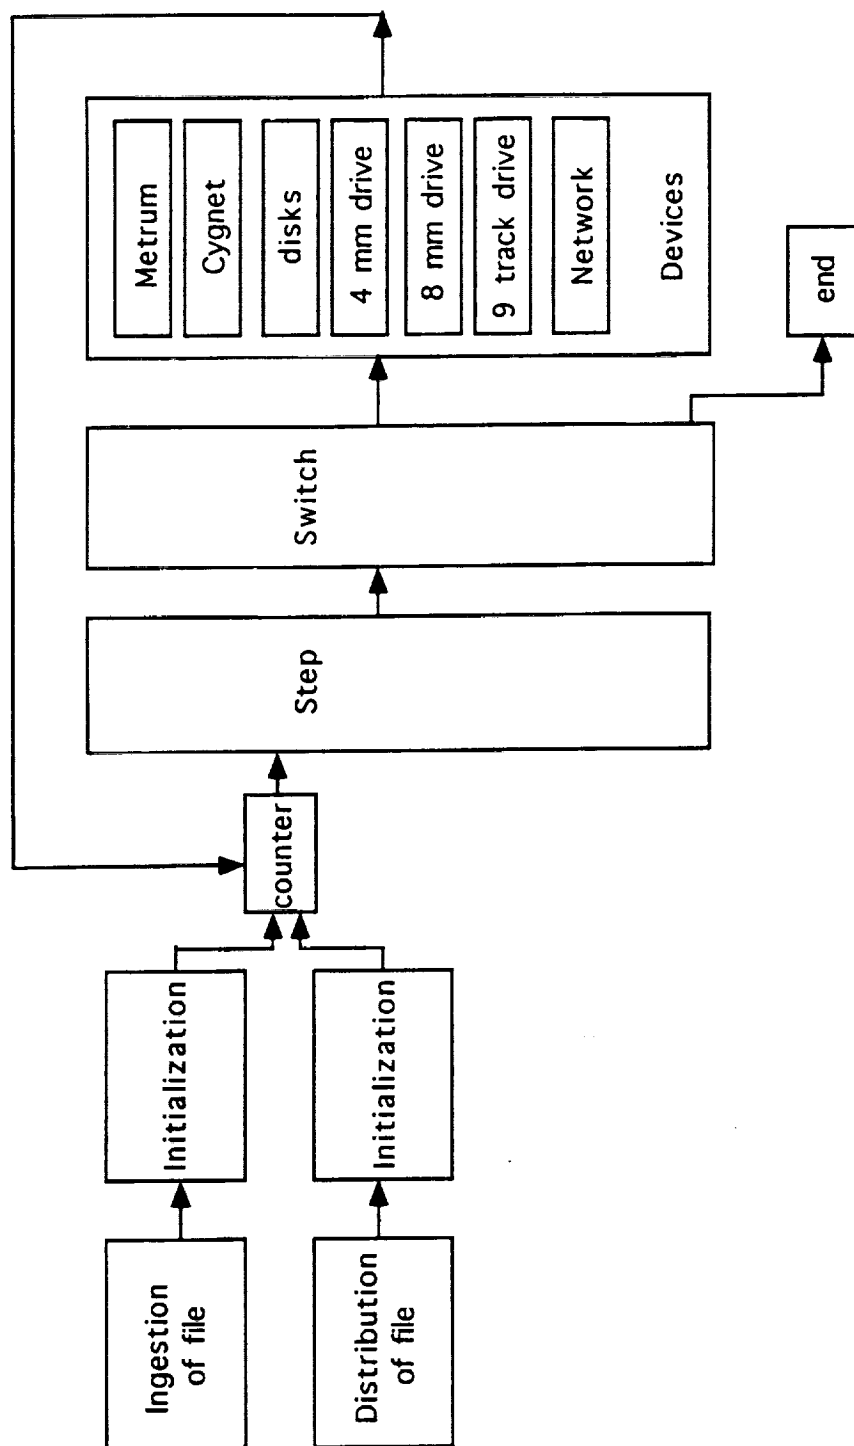 Ingestion
of file
Distribution
of file
Initialization
Initialization
counter
Step
Switch
Metrum
Cygnet
disks
4 mm drive
8 mm drive
9 track drive
Network
Devices
end